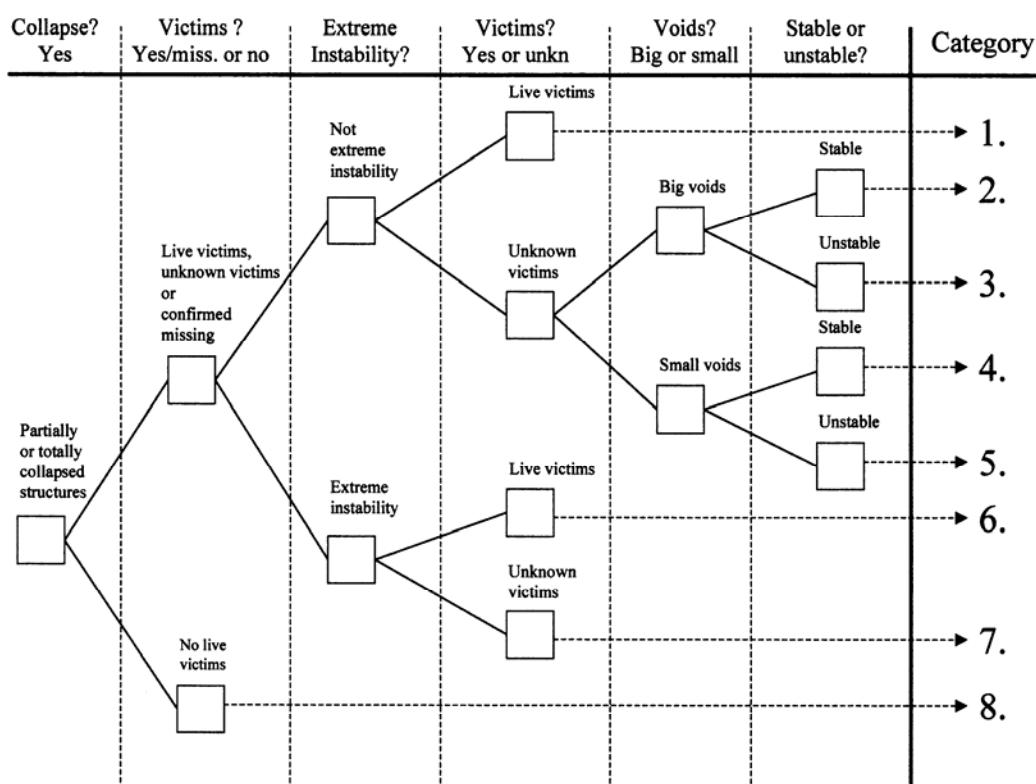 Collapse?
Yes
Victims ?
Yes/miss. or no
Extreme
Instability?
Victims?
Yes or unkn
Voids?
Big or small
Stable or
unstable?
Category
Live victims
1.
Not
extreme
instability
Stable
2.
Big voids
Live victims,
unknown victims
or
confirmed
missing
Unknown
victims
Unstable
3.
Stable
4.
Small voids
Partially
or totally
collapsed
structures
Unstable
5.
Live victims
6.
Extreme
instability
Unknown
victims
7.
No live
victims
8.